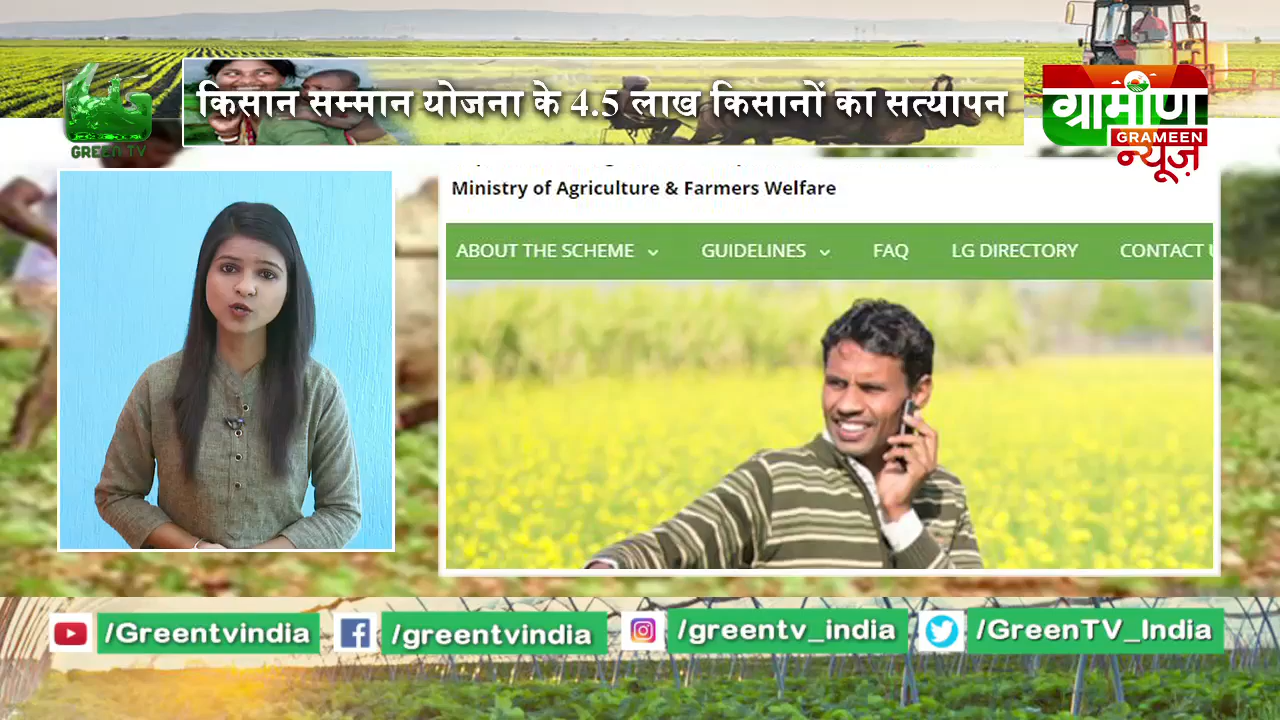 किसान सम्मान योजना के 4.5 लाख किसानों का सत्यापन
GREEN TV
ग्रामीण
GRAMEEN
न्यूज़
Ministry of Agriculture & Farmers Welfare
ABOUT THE SCHEME GUIDELINES FAQ LG DIRECTORY CONTACT U
/Greentvindia /greentvindia /greentv_india /GreenTV_India